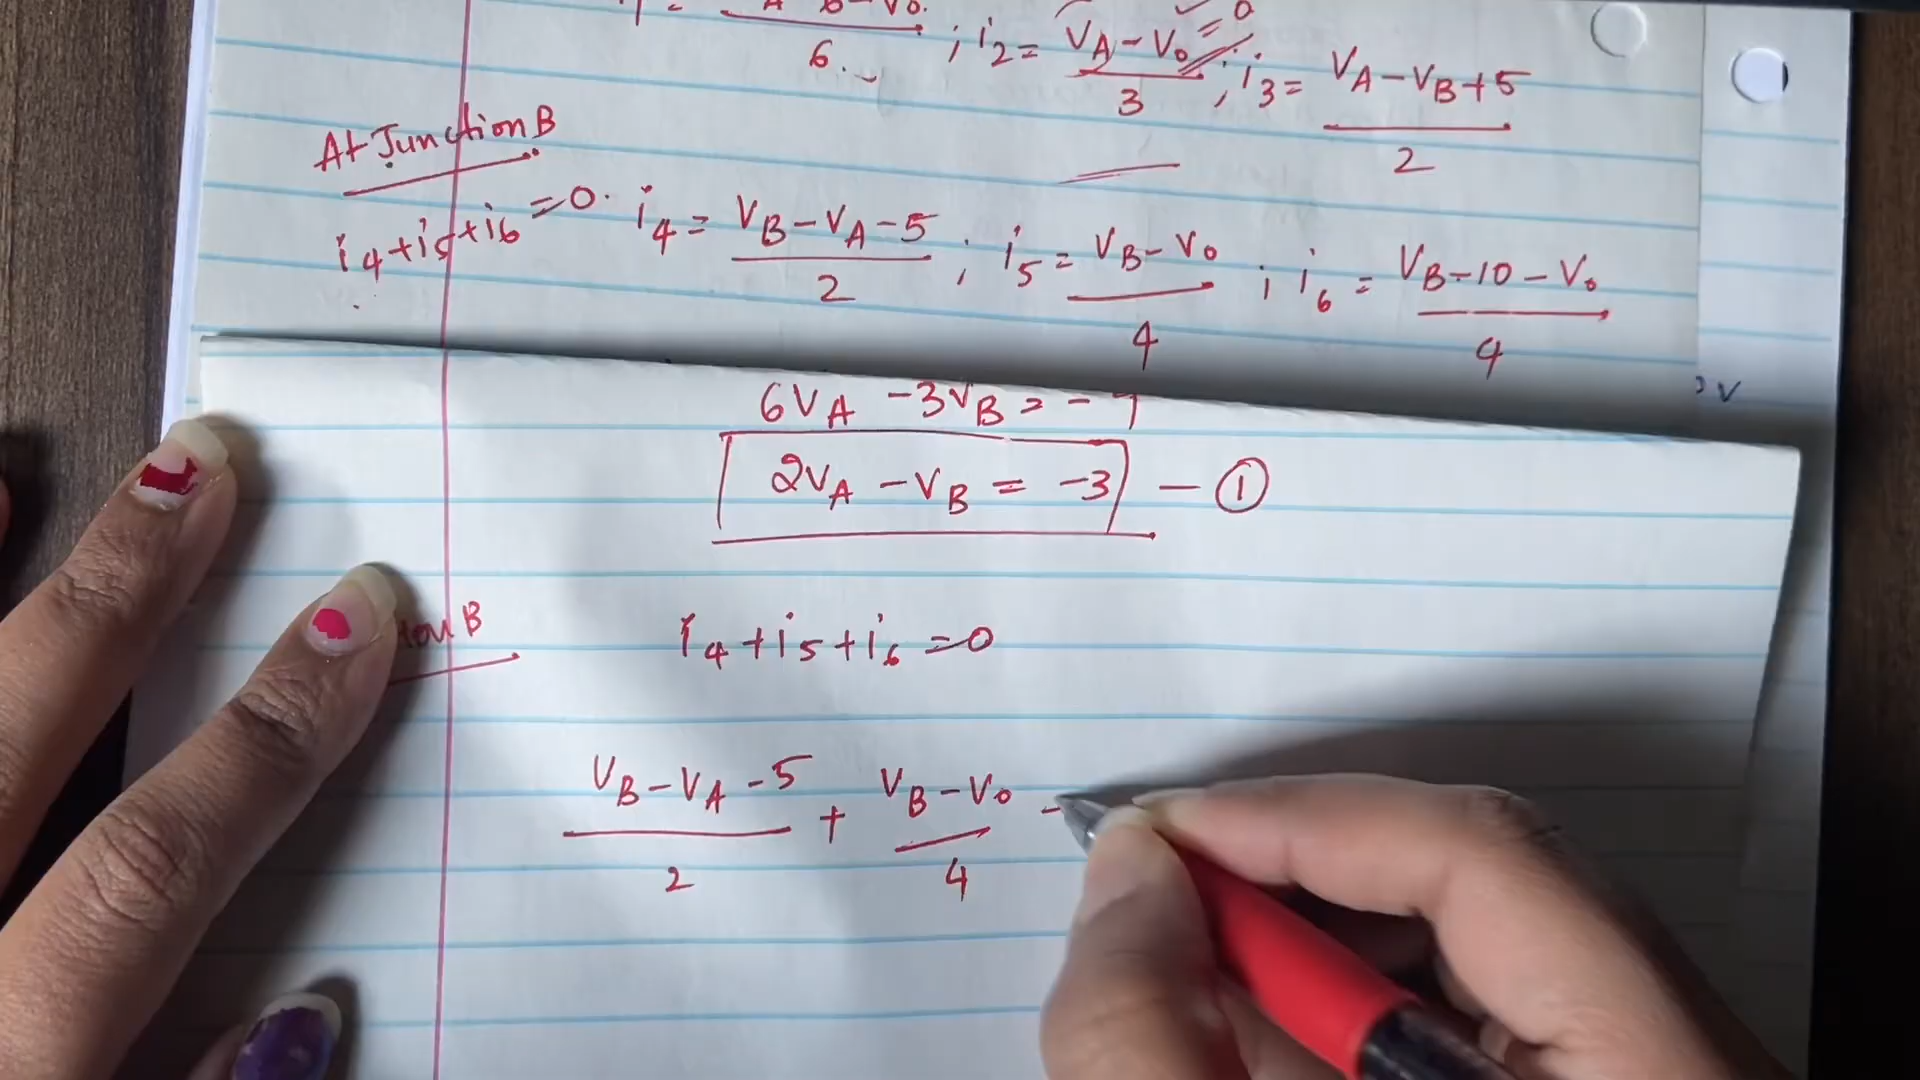 6 ; i2 = VA - V0 = 0 / 3 ; i3 = VA - VB + 5 / 2
At Junction B
i4 + i5 + i6 = 0. i4 = VB - VA - 5 / 2 ; i5 = VB - V0 / 4 ; i6 = VB - 10 - V0 / 4
6VA - 3VB = -
2VA - VB = -3 - ①
B i4 + i5 + i6 = 0
VB - VA - 5 / 2 + VB - V0 / 4